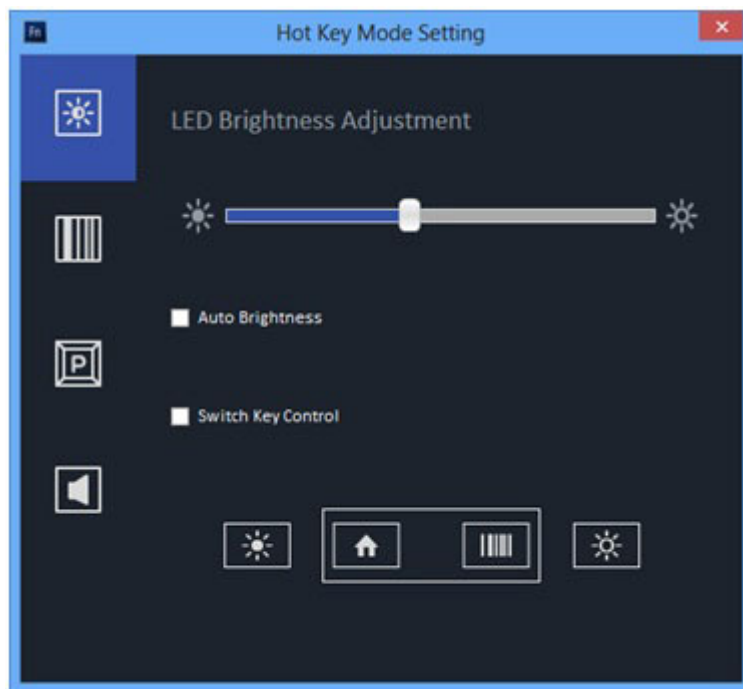 Fn
Hot Key Mode Setting
LED Brightness Adjustment
Auto Brightness
Switch Key Control
P